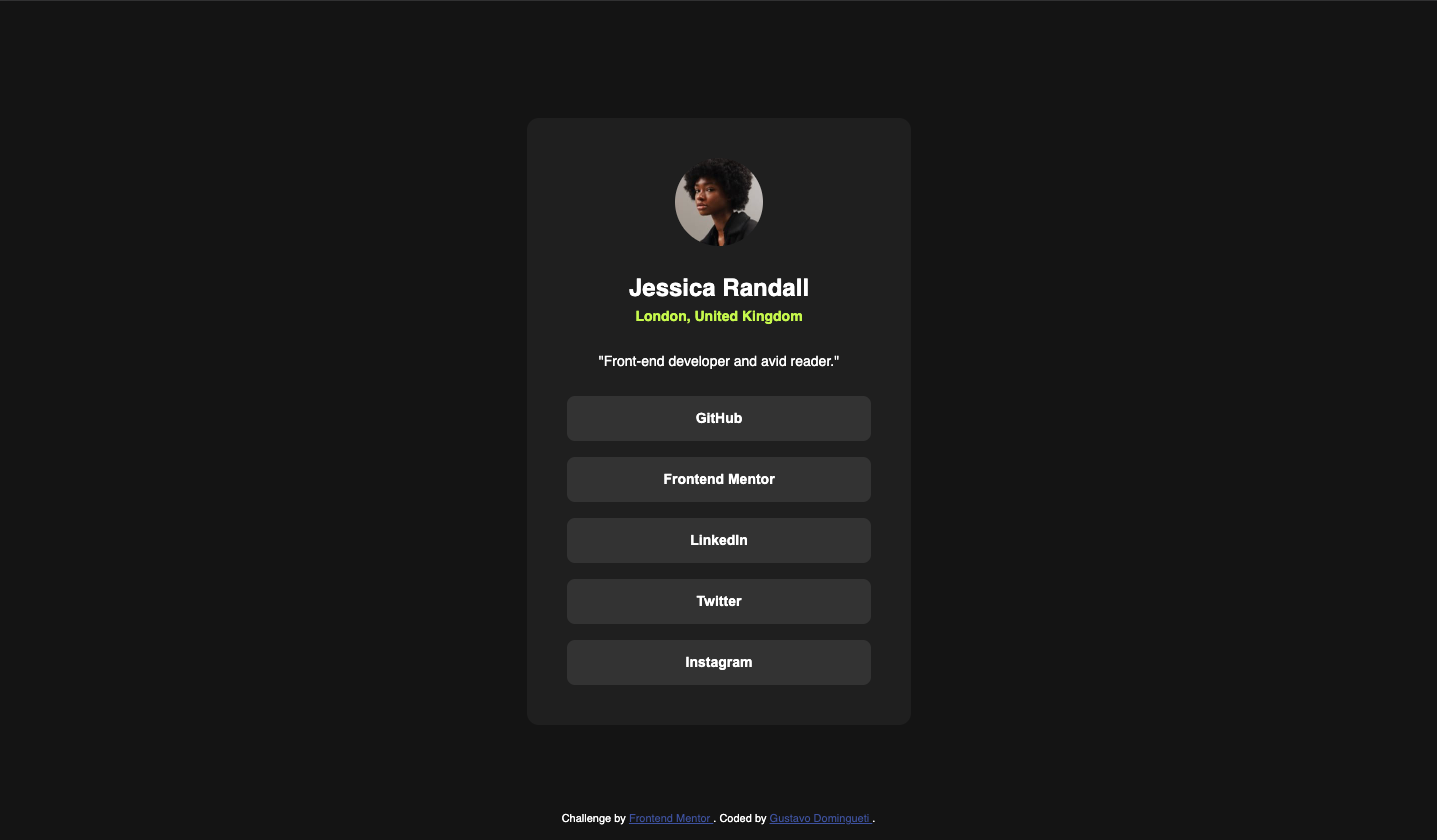 Jessica Randall
London, United Kingdom
"Front-end developer and avid reader."
GitHub
Frontend Mentor
LinkedIn
Twitter
Instagram
Challenge by Frontend Mentor . Coded by Gustavo Domingueti .